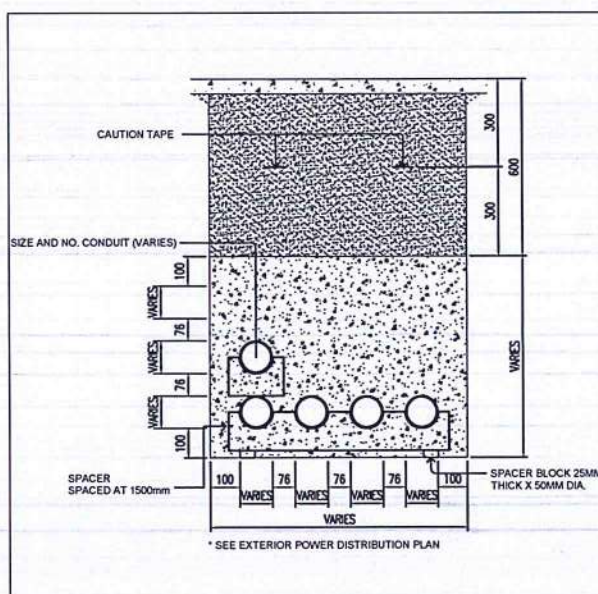 CAUTION TAPE
300
600
300
SIZE AND NO. CONDUIT (VARIES)
100
VARIES
76
VARIES
76
VARIES
100
VARIES
SPACER
SPACED AT 1500mm
100 76 76 76 100
VARIES VARIES VARIES VARIES
SPACER BLOCK 25MM
THICK X 50MM DIA.
VARIES
* SEE EXTERIOR POWER DISTRIBUTION PLAN